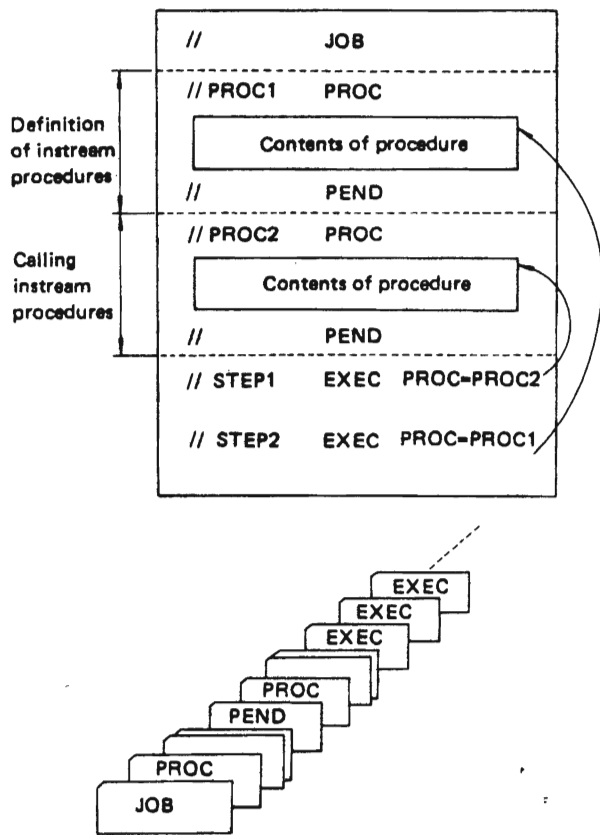 // JOB
// PROC1 PROC
Definition
of instream
procedures
Contents of procedure
// PEND
// PROC2 PROC
Calling
instream
procedures
Contents of procedure
// PEND
// STEP1 EXEC PROC=PROC2
// STEP2 EXEC PROC=PROC1
EXEC
EXEC
EXEC
PROC
PEND
PROC
JOB